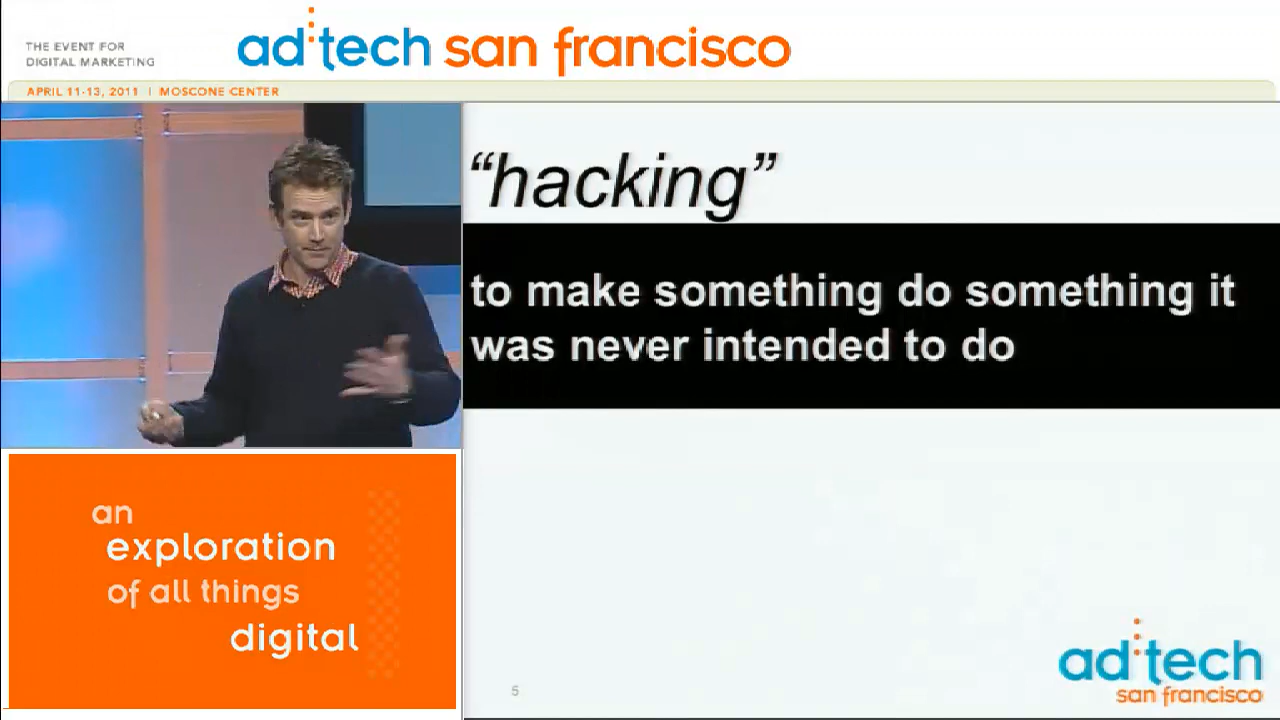 THE EVENT FOR
DIGITAL MARKETING
ad:tech san francisco
APRIL 11-13, 2011 | MOSCONE CENTER
“hacking”
to make something do something it
was never intended to do
an
exploration
of all things
digital
5
ad:tech
san francisco